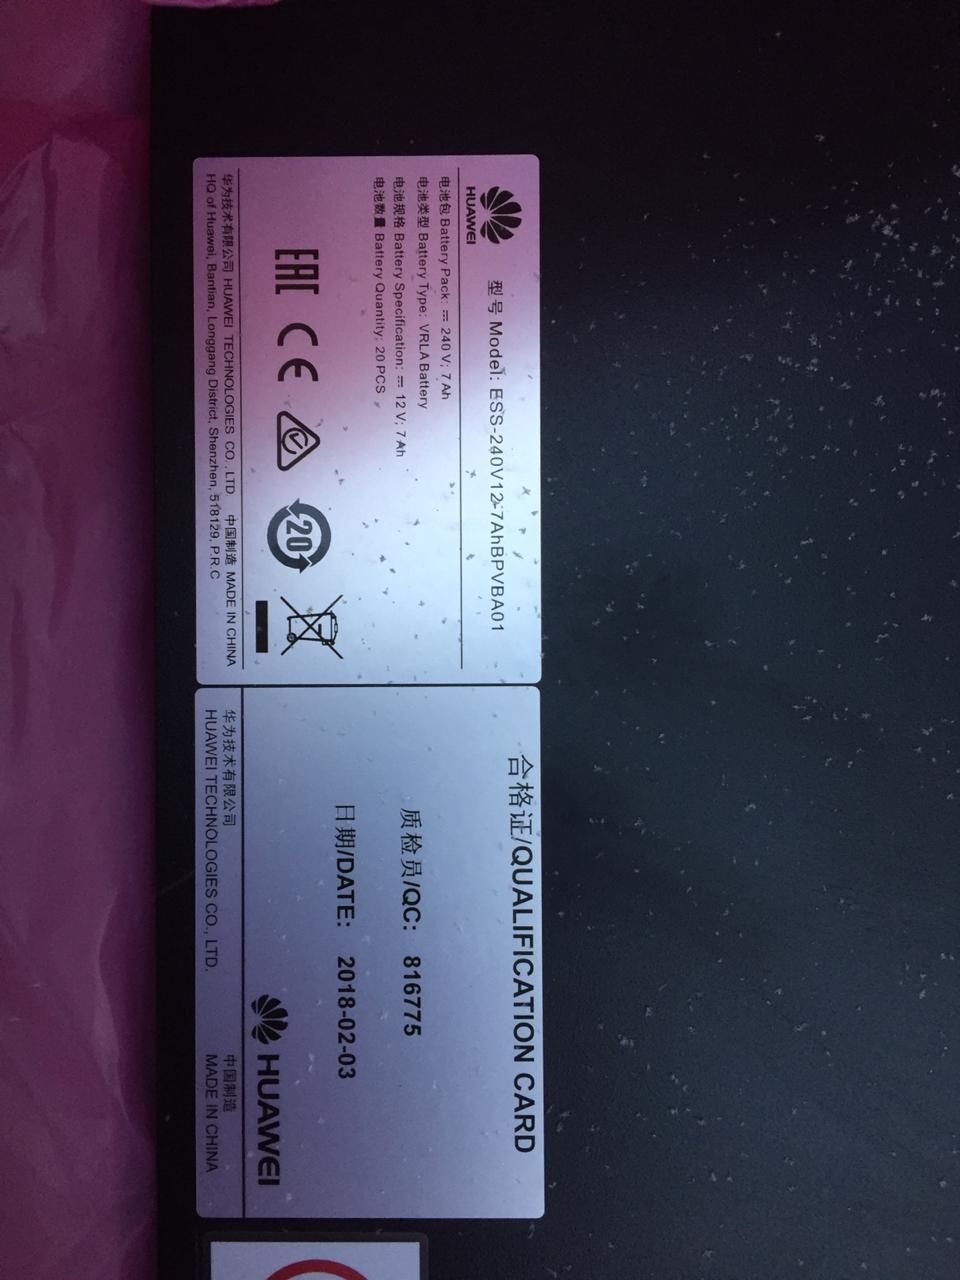 HUAWEI
型号 Model: ESS-240V12-7AhBPVBA01
电池包 Battery Pack: ⎓ 240 V; 7 Ah
电池类型 Battery Type: VRLA Battery
电池规格 Battery Specification: ⎓ 12 V; 7 Ah
电池数量 Battery Quantity: 20 PCS
EAC CE 20
华为技术有限公司 HUAWEI TECHNOLOGIES CO., LTD. 中国制造 MADE IN CHINA
HQ of Huawei, Bantian, Longgang District, Shenzhen, 518129, P.R.C
合格证/QUALIFICATION CARD
质检员/QC: 816775
日期/DATE: 2018-02-03
HUAWEI
华为技术有限公司 中国制造
HUAWEI TECHNOLOGIES CO., LTD. MADE IN CHINA